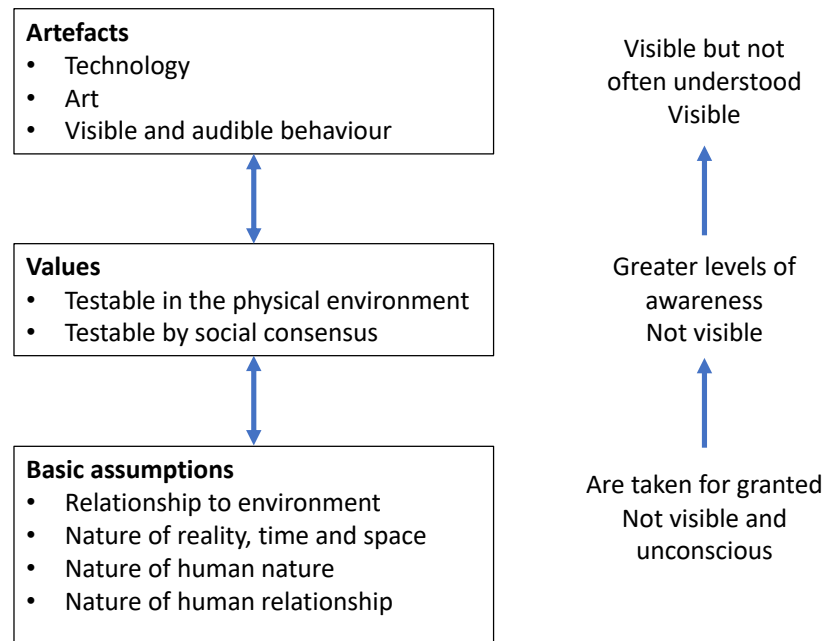 Artefacts
• Technology
• Art
• Visible and audible behaviour
Visible but not
often understood
Visible
Values
• Testable in the physical environment
• Testable by social consensus
Greater levels of
awareness
Not visible
Basic assumptions
• Relationship to environment
• Nature of reality, time and space
• Nature of human nature
• Nature of human relationship
Are taken for granted
Not visible and
unconscious